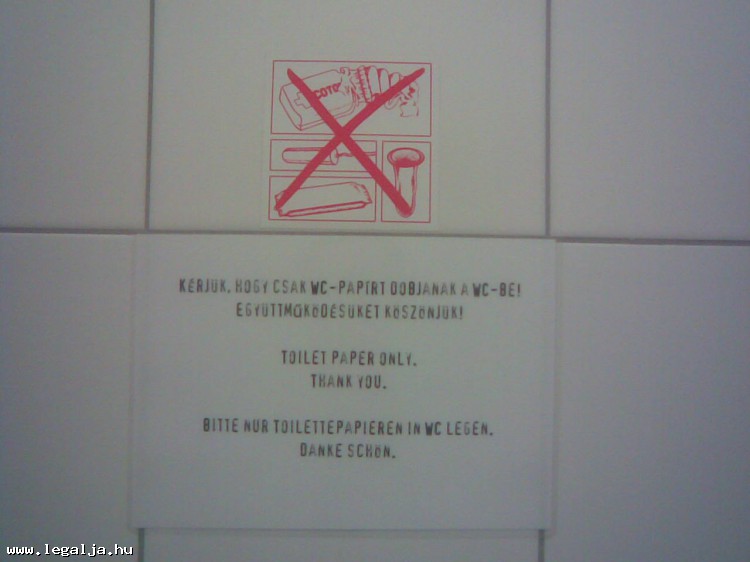 COTO
KÉRJÜK, HOGY CSAK WC-PAPÍRT DOBJANAK A WC-BE!
EGYÜTTMŰKÖDÉSÜKET KÖSZÖNJÜK!
TOILET PAPER ONLY.
THANK YOU.
BITTE NUR TOILETTEPAPIEREN IN WC LEGEN.
DANKE SCHÖN.
www.legalja.hu